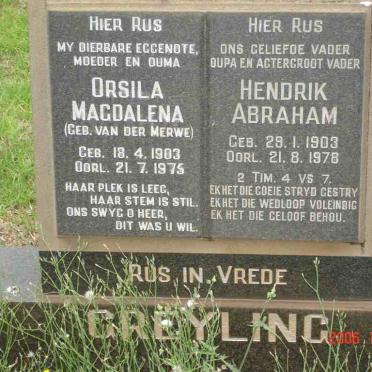 HIER RUS
MY DIERBARE EGGENOTE,
MOEDER EN OUMA
ORSILA
MAGDALENA
(GEB. VAN DER MERWE)
GEB. 18.4.1903
OORL. 21.7.1975
HAAR PLEK IS LEEG,
HAAR STEM IS STIL.
ONS SWYG O HEER,
DIT WAS U WIL.
HIER RUS
ONS GELIEFDE VADER
OUPA EN AGTERGROOT VADER
HENDRIK
ABRAHAM
GEB. 29.1.1903
OORL. 21.8.1978
2 TIM. 4 VS 7.
EK HET DIE GOEIE STRYD GESTRY
EK HET DIE WEDLOOP VOLEINDIG
EK HET DIE GELOOF BEHOU.
RUS IN VREDE
GREYLING